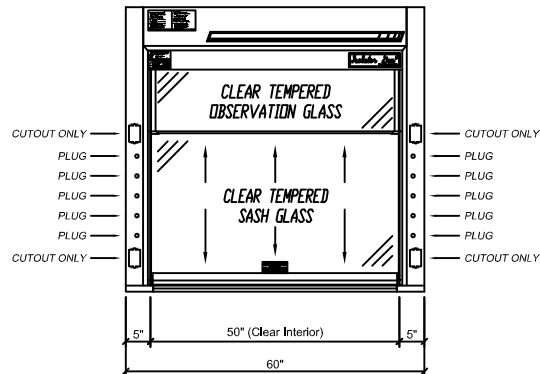 CLEAR TEMPERED
OBSERVATION GLASS
CUTOUT ONLY
CUTOUT ONLY
PLUG
PLUG
PLUG
PLUG
PLUG
PLUG
PLUG
PLUG
PLUG
PLUG
CLEAR TEMPERED
SASH GLASS
CUTOUT ONLY
CUTOUT ONLY
5"
50" (Clear Interior)
5"
60"